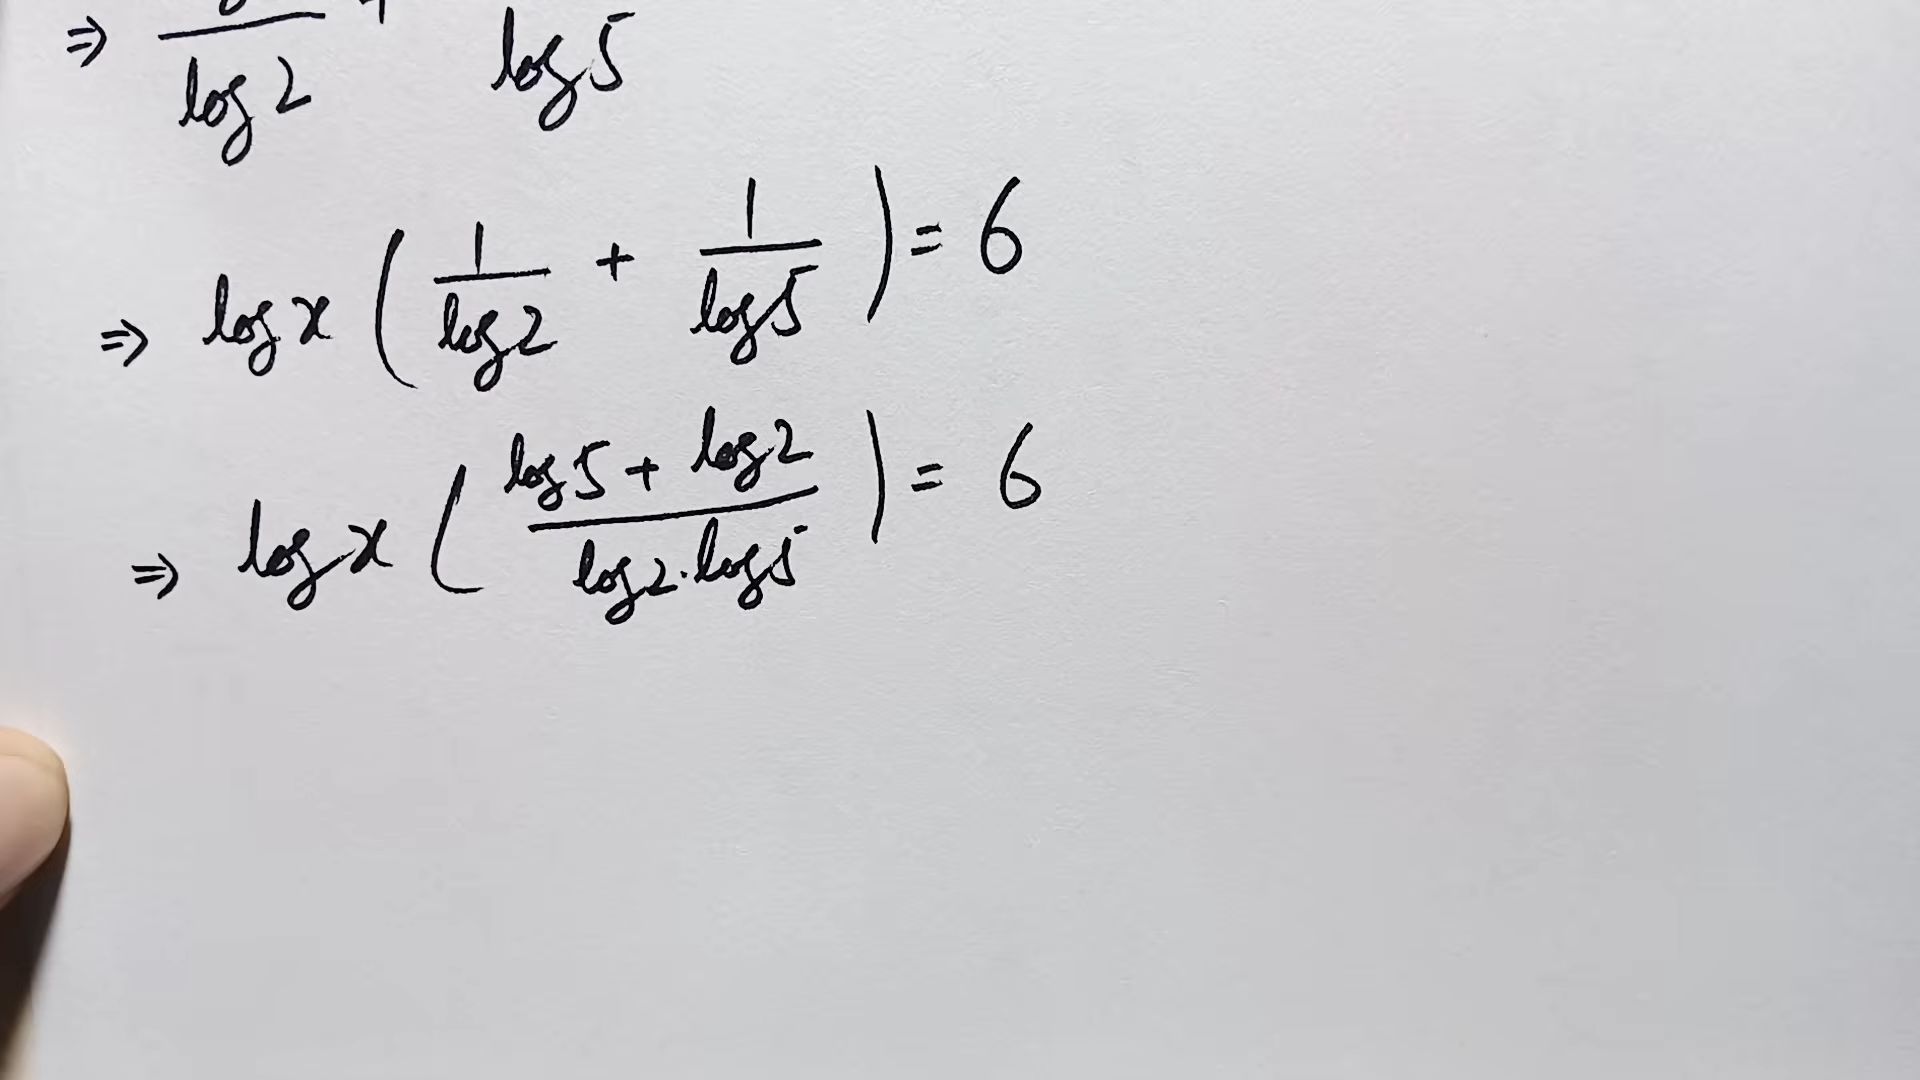 ⇒ /log 2 + /log 5
⇒ log x ( 1/log 2 + 1/log 5 ) = 6
⇒ log x ( log 5 + log 2 / log 2 · log 5 ) = 6